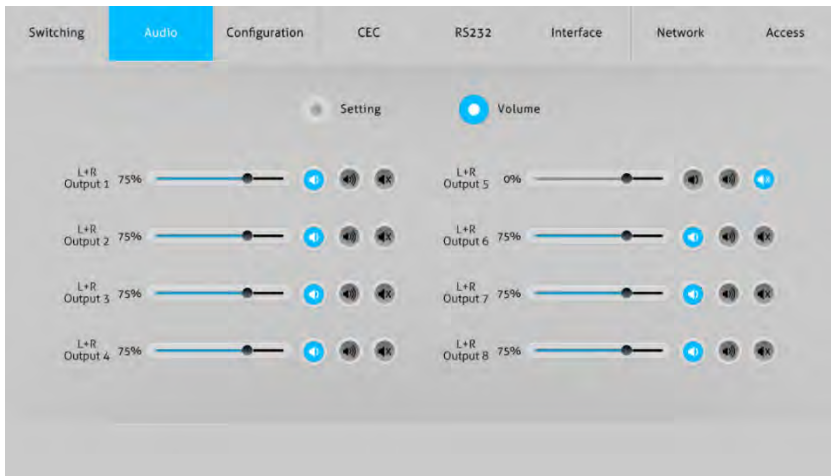 Switching Audio Configuration CEC RS232 Interface Network Access
Setting Volume
L+R
Output 1 75%
L+R
Output 2 75%
L+R
Output 3 75%
L+R
Output 4 75%
L+R
Output 5 0%
L+R
Output 6 75%
L+R
Output 7 75%
L+R
Output 8 75%